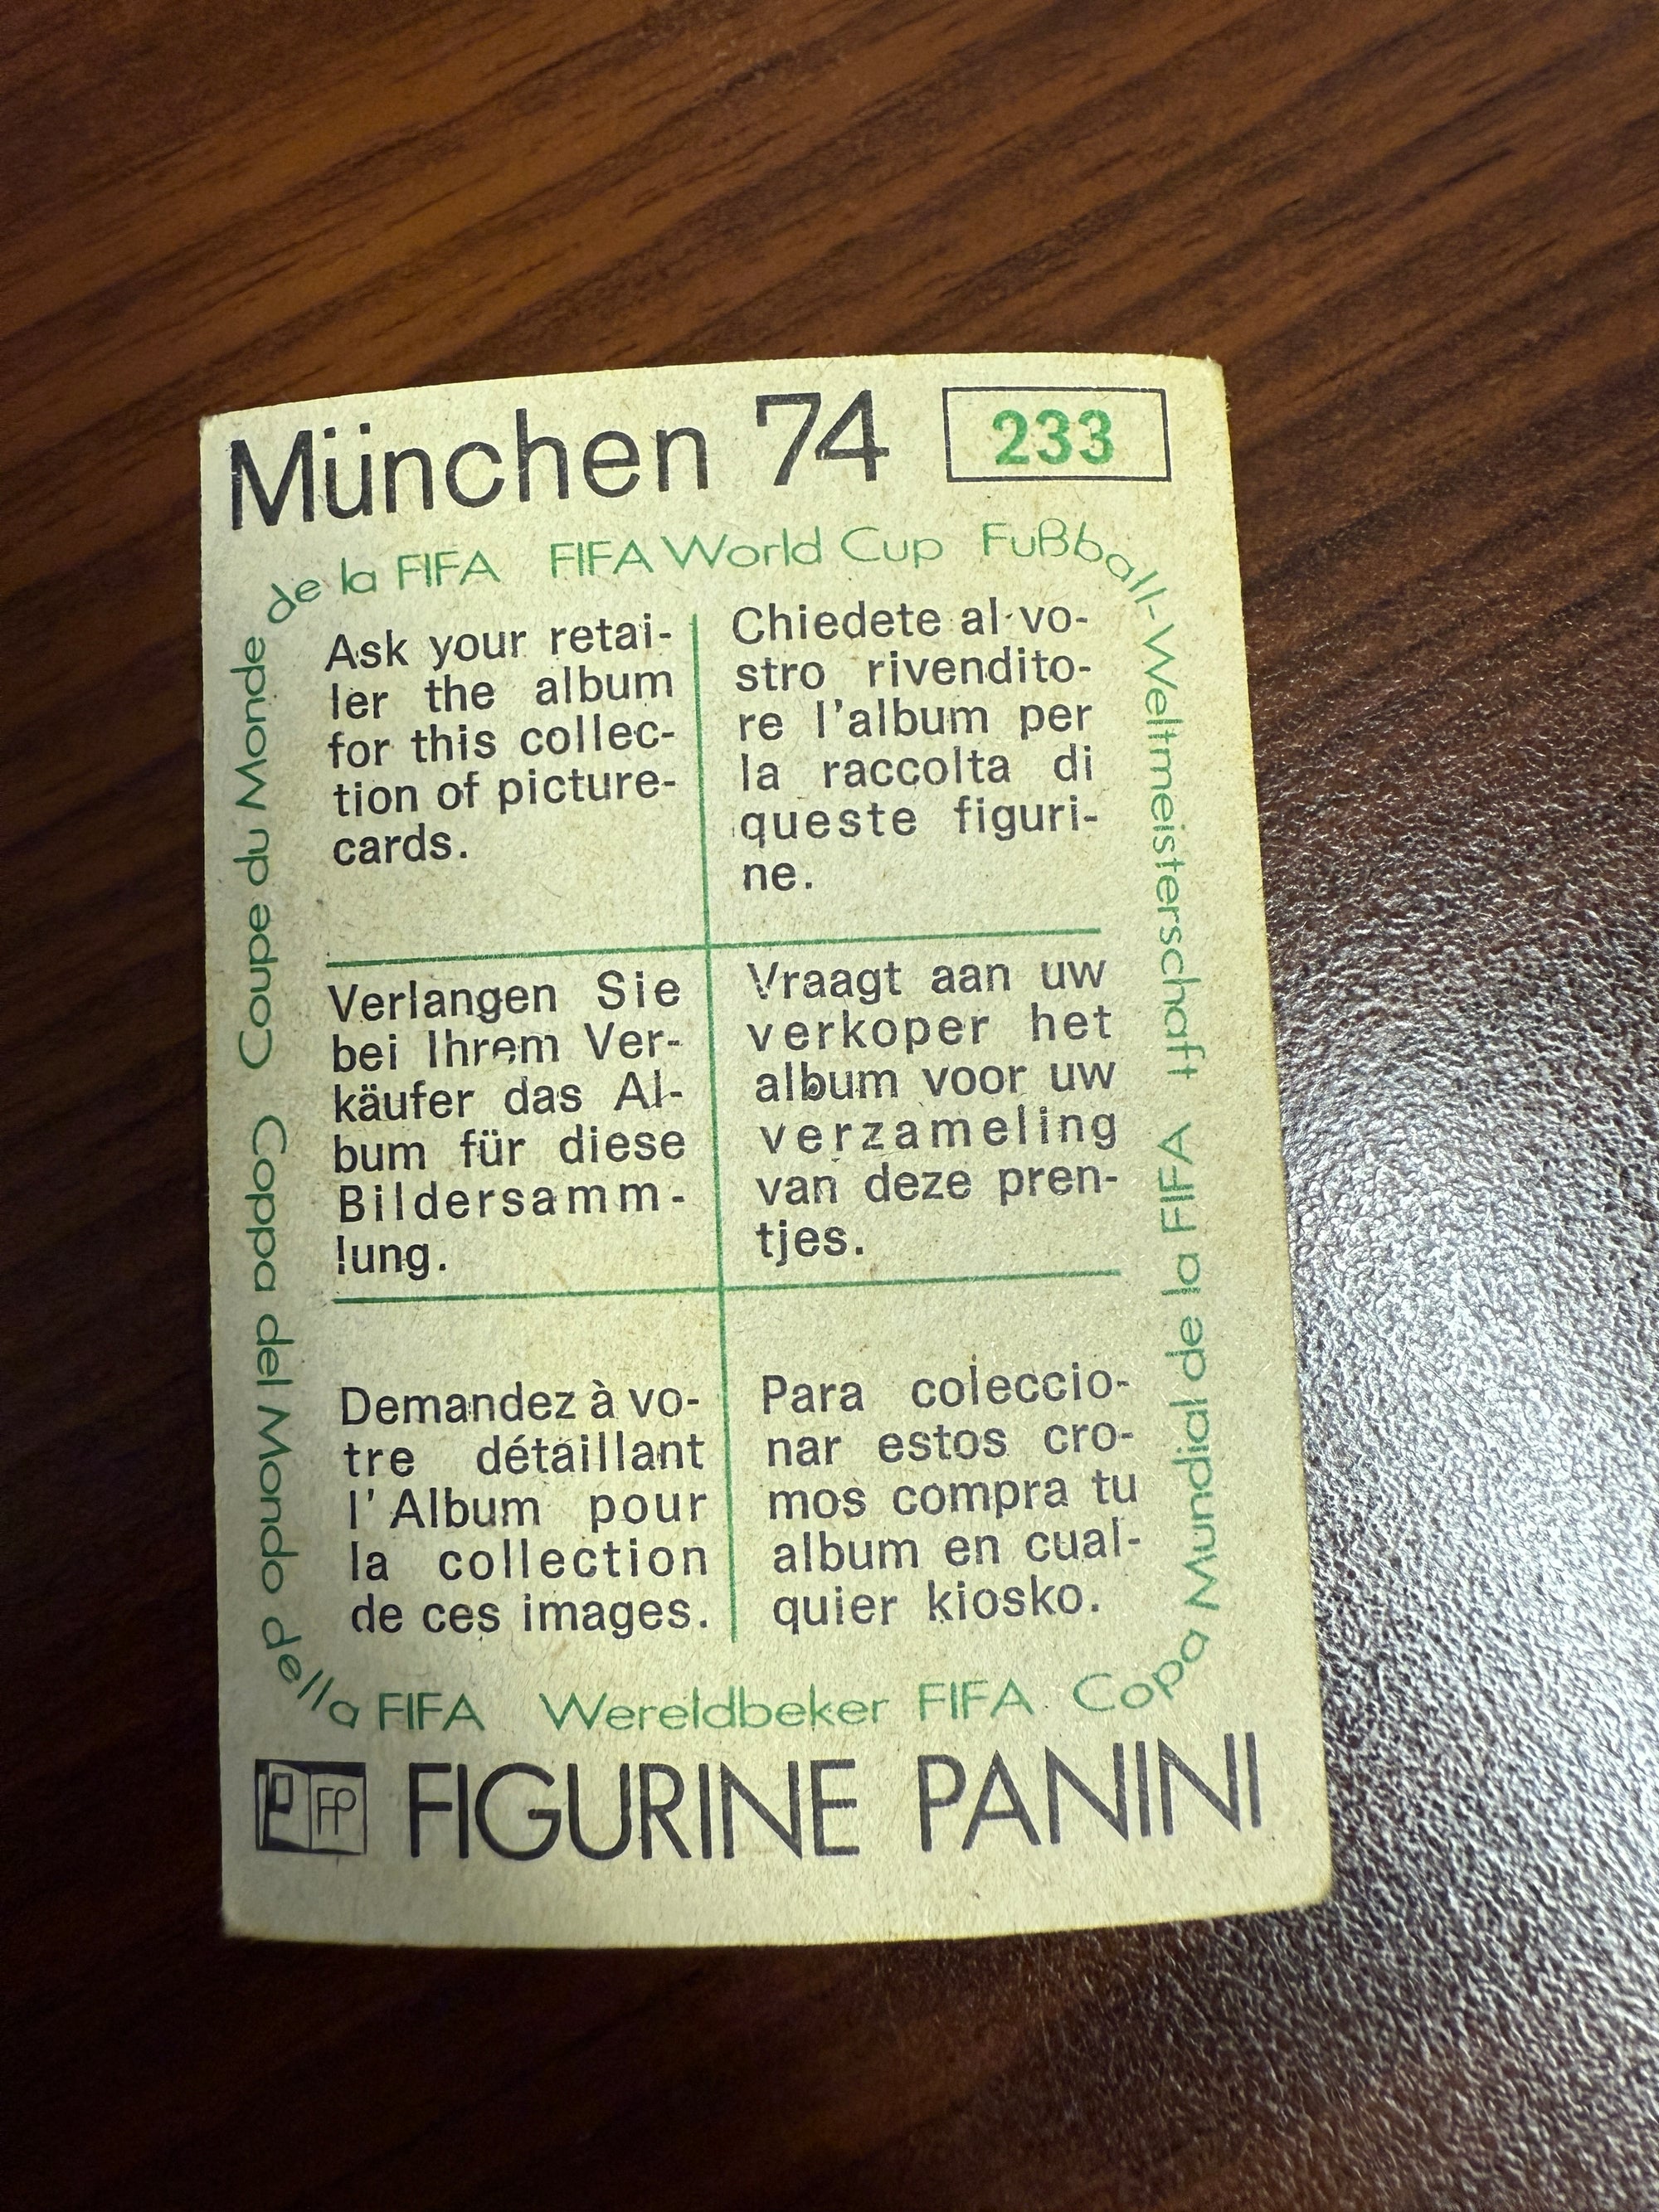 München 74
233
Coupe du Monde de la FIFA
FIFA World Cup
Fußball-Weltmeisterschaft
Ask your retai-
ler the album
for this collec-
tion of picture-
cards.
Chiedete al vo-
stro rivendito-
re l'album per
la raccolta di
queste figuri-
ne.
Verlangen Sie
bei Ihrem Ver-
käufer das Al-
bum für diese
Bildersamm-
lung.
Vraagt aan uw
verkoper het
album voor uw
verzameling
van deze pren-
tjes.
Demandez à vo-
tre détaillant
l'Album pour
la collection
de ces images.
Para coleccio-
nar estos cro-
mos compra tu
album en cual-
quier kiosko.
Coppa del Mondo della FIFA
Wereldbeker FIFA
Copa Mundial de la FIFA
FP
FIGURINE PANINI